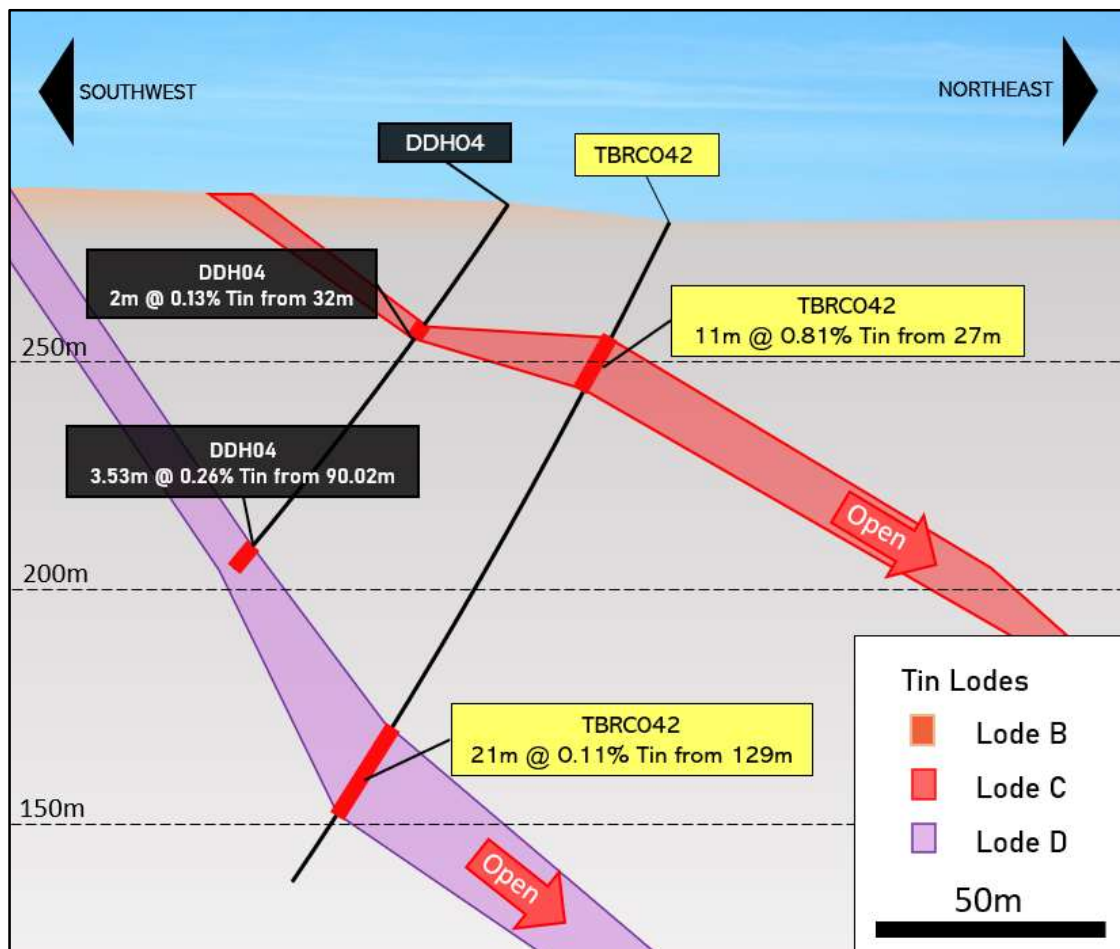 SOUTHWEST
NORTHEAST
DDH04
TBRC042
DDH04
2m @ 0.13% Tin from 32m
TBRC042
11m @ 0.81% Tin from 27m
250m
DDH04
3.53m @ 0.26% Tin from 90.02m
Open
200m
TBRC042
21m @ 0.11% Tin from 129m
150m
Open
Tin Lodes
Lode B
Lode C
Lode D
50m